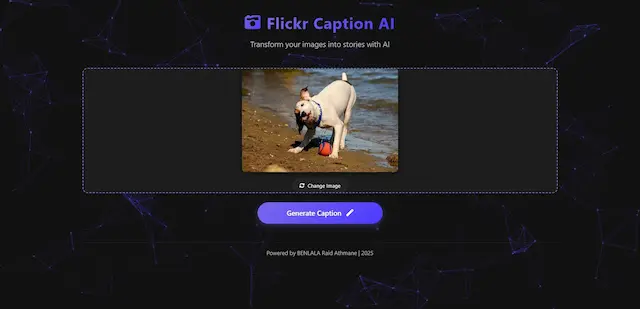 Flickr Caption AI
Transform your images into stories with AI
Change Image
Generate Caption
Powered by BENLALA Raid Athmane | 2025